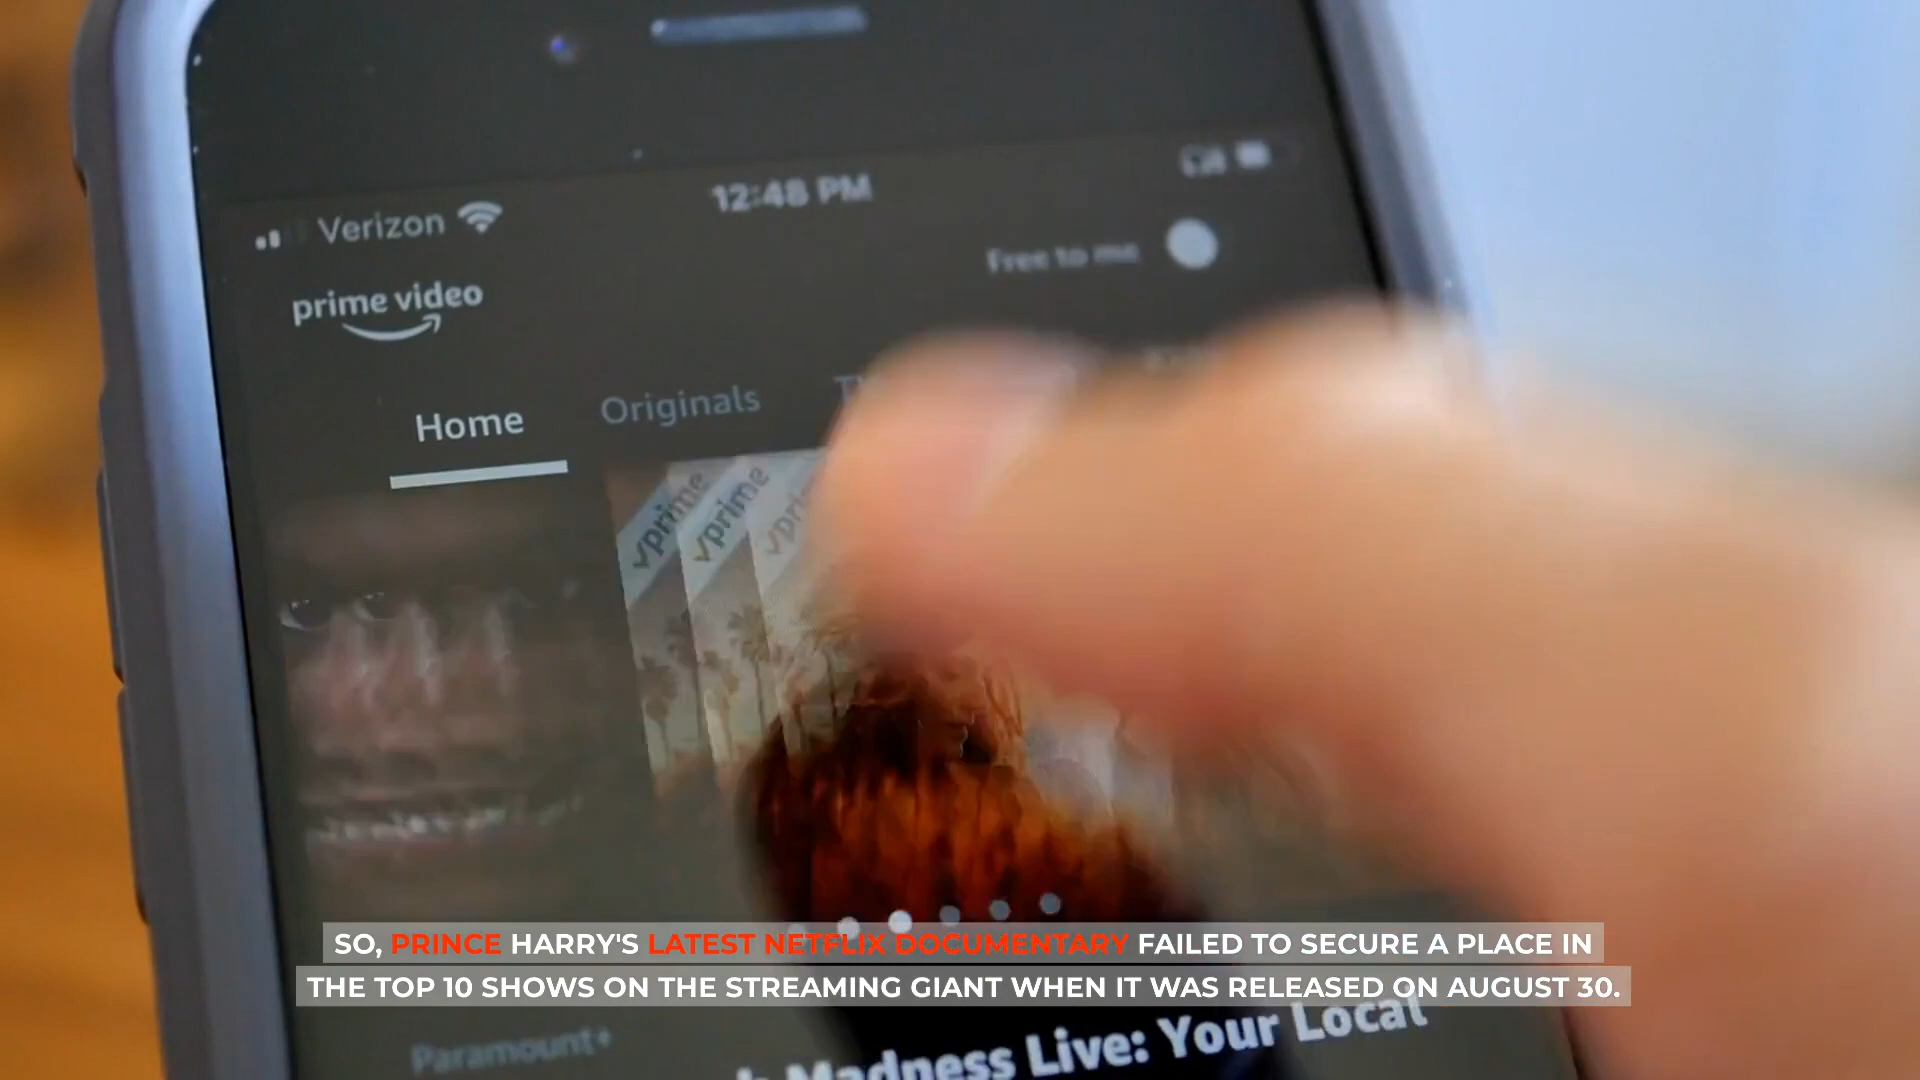 12:48 PM
Verizon
Free to me
prime video
Home
Originals
prime
prime
SO, PRINCE HARRY'S LATEST NETFLIX DOCUMENTARY FAILED TO SECURE A PLACE IN
THE TOP 10 SHOWS ON THE STREAMING GIANT WHEN IT WAS RELEASED ON AUGUST 30.
Paramount+
Madness Live: Your Local